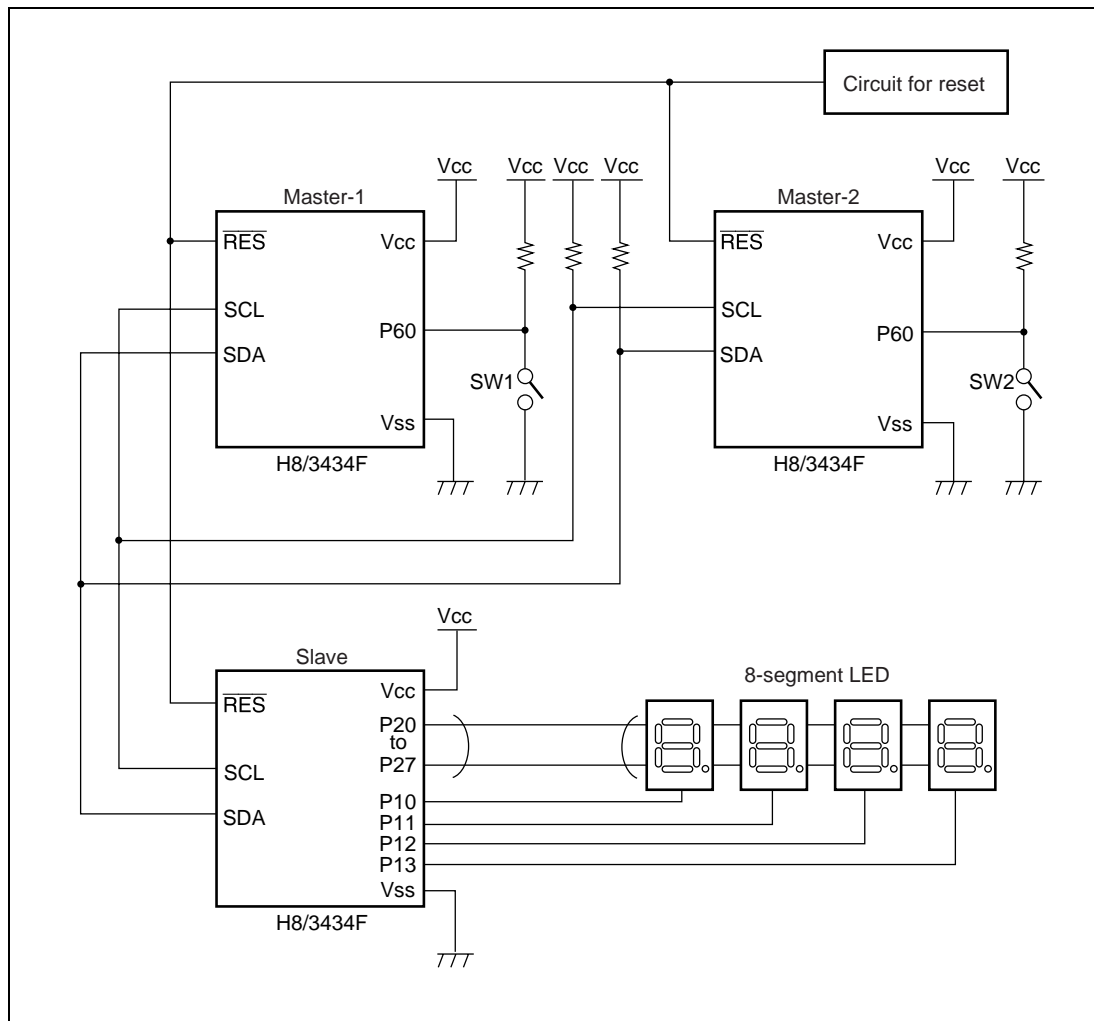 Circuit for reset
Vcc
Vcc
Vcc
Vcc
Vcc
Vcc
Master-1
Master-2
RES
Vcc
RES
Vcc
SCL
SCL
P60
P60
SDA
SDA
SW1
SW2
Vss
Vss
H8/3434F
H8/3434F
Vcc
Slave
8-segment LED
Vcc
RES
P20
to
P27
SCL
P10
SDA
P11
P12
P13
Vss
H8/3434F